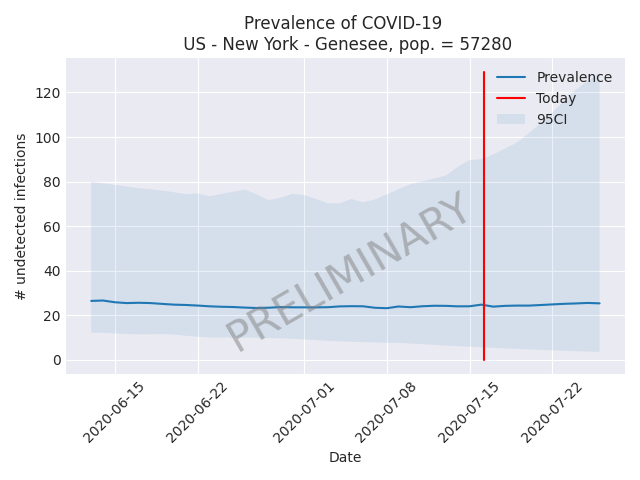 Prevalence of COVID-19
US - New York - Genesee, pop. = 57280
Prevalence
Today
95CI
120
100
80
60
40
20
0
# undetected infections
PRELIMINARY
2020-06-15
2020-06-22
2020-07-01
2020-07-08
2020-07-15
2020-07-22
Date